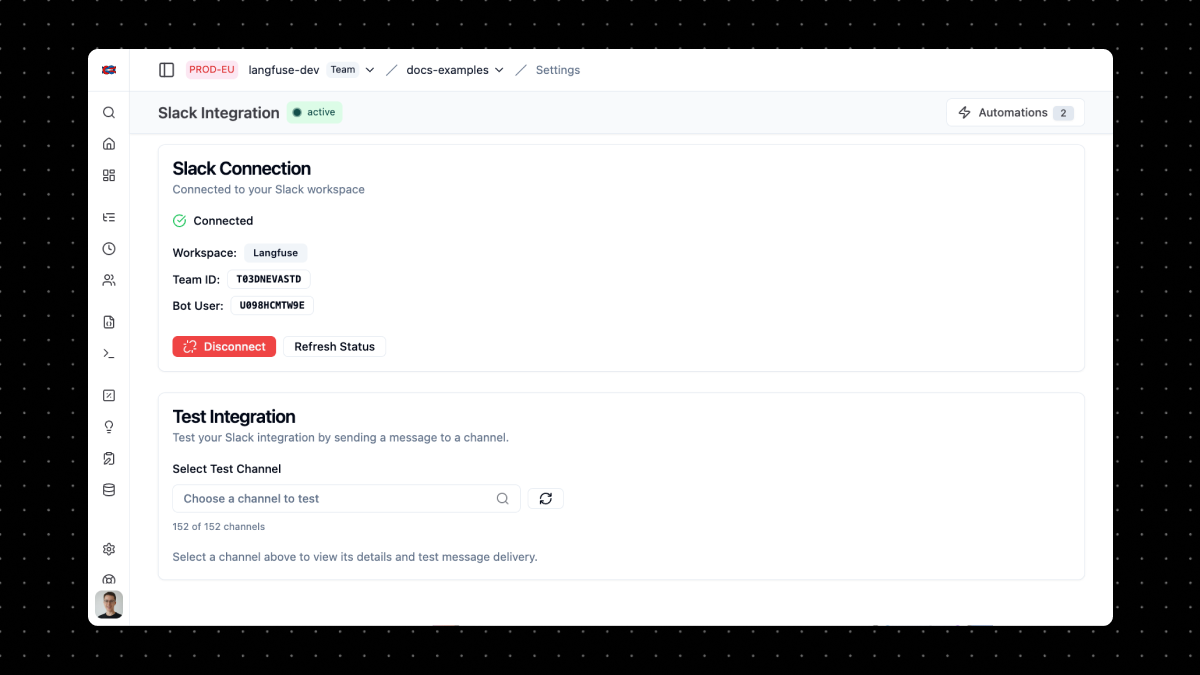 PROD-EU langfuse-dev Team docs-examples Settings
Slack Integration active Automations 2
Slack Connection
Connected to your Slack workspace
Connected
Workspace: Langfuse
Team ID: T03DNEVASTD
Bot User: U098HCMTW9E
Disconnect Refresh Status
Test Integration
Test your Slack integration by sending a message to a channel.
Select Test Channel
Choose a channel to test
152 of 152 channels
Select a channel above to view its details and test message delivery.